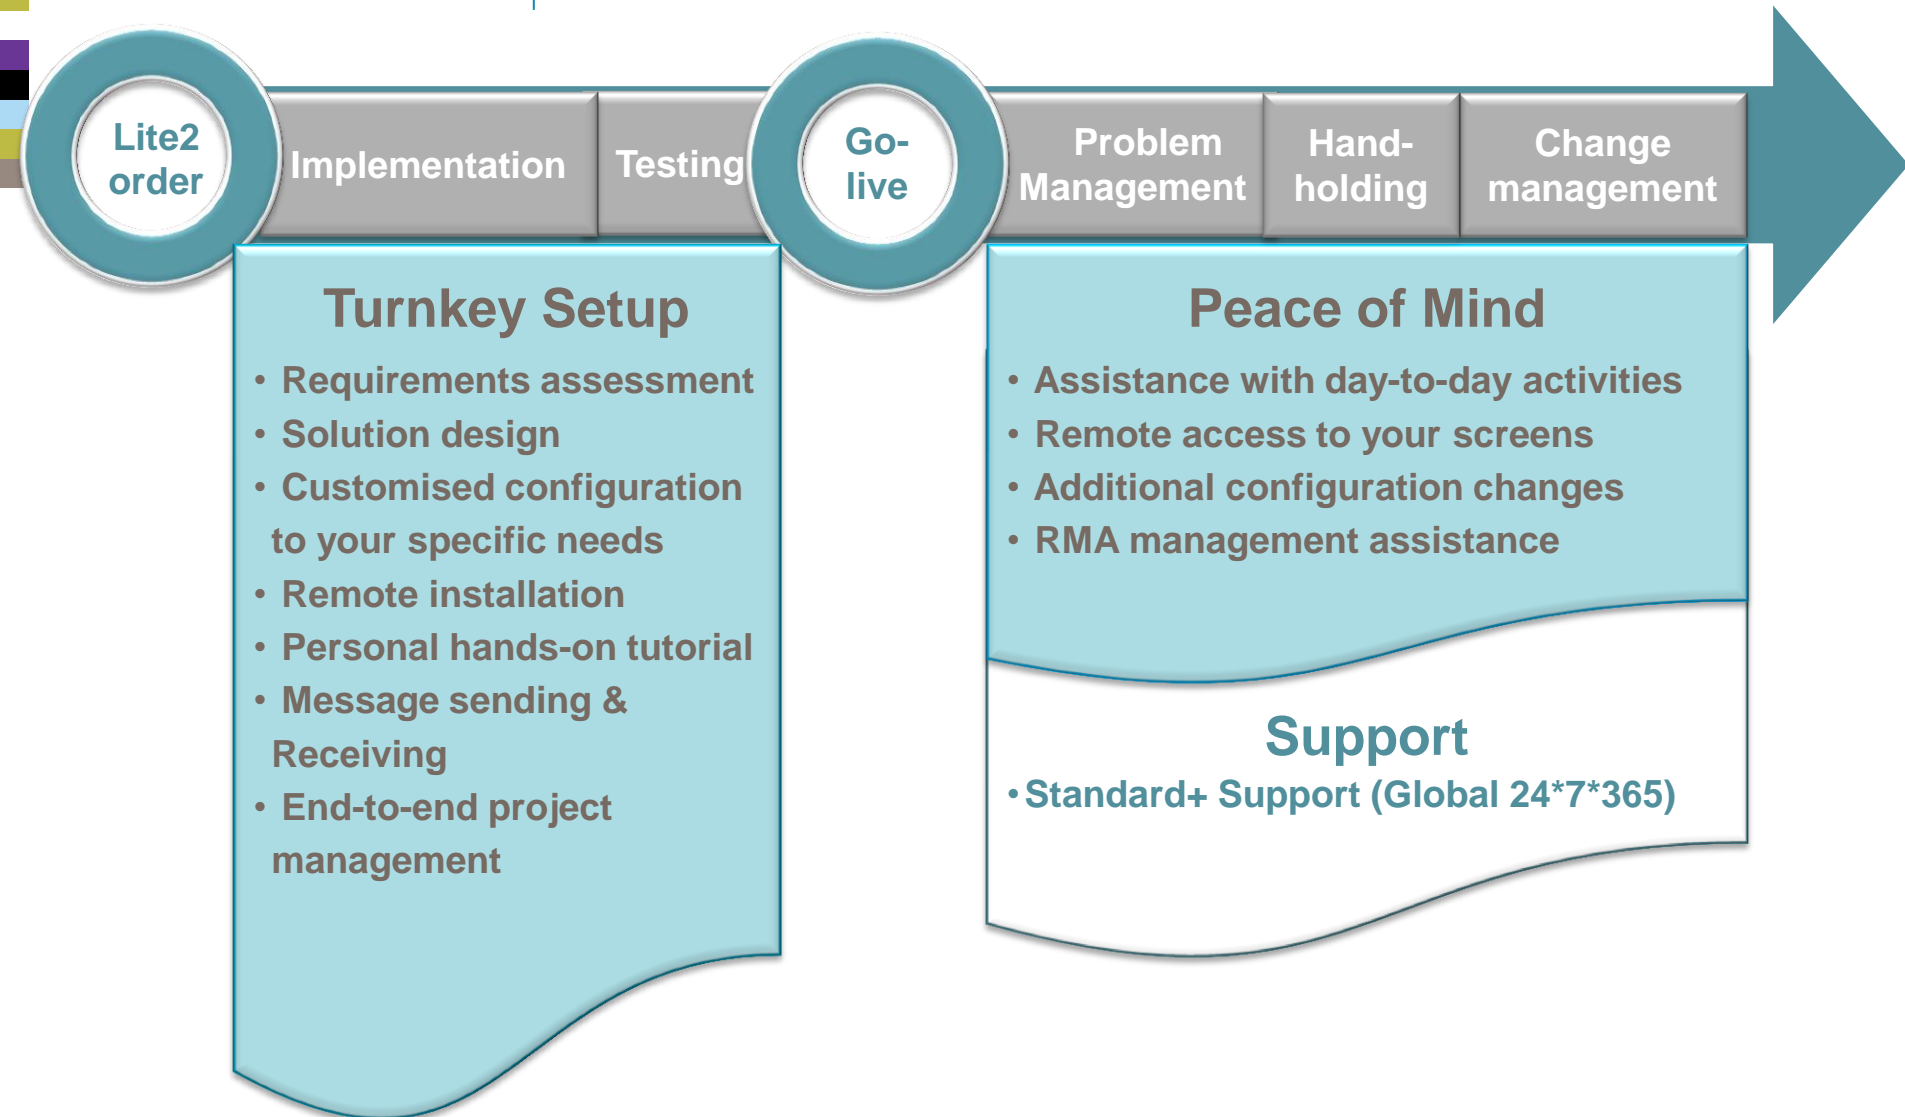 Lite2
order
Implementation
Testing
Go-
live
Problem
Management
Hand-
holding
Change
management
Turnkey Setup
• Requirements assessment
• Solution design
• Customised configuration
to your specific needs
• Remote installation
• Personal hands-on tutorial
• Message sending &
Receiving
• End-to-end project
management
Peace of Mind
• Assistance with day-to-day activities
• Remote access to your screens
• Additional configuration changes
• RMA management assistance
Support
• Standard+ Support (Global 24*7*365)